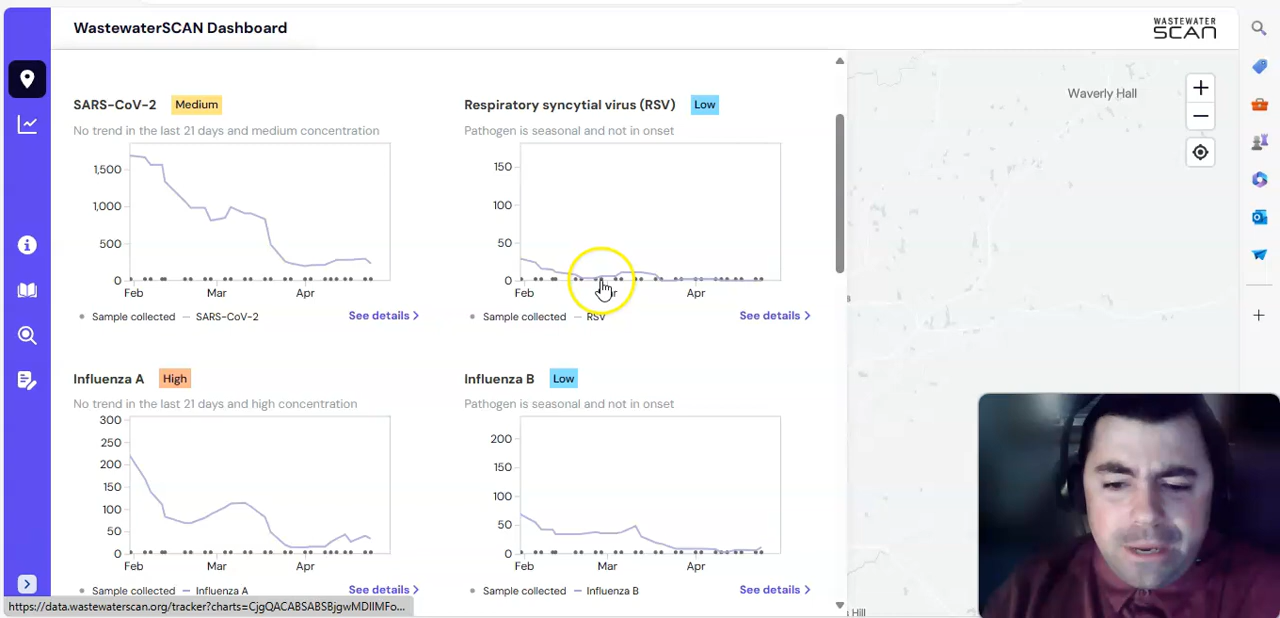 WastewaterSCAN Dashboard
WASTEWATER
SCAN
Waverly Hall
SARS-CoV-2 Medium
No trend in the last 21 days and medium concentration
1,500
1,000
500
0
Feb Mar Apr
Sample collected SARS-CoV-2 See details
Respiratory syncytial virus (RSV) Low
Pathogen is seasonal and not in onset
150
100
50
0
Feb Mar Apr
Sample collected RSV See details
Influenza A High
No trend in the last 21 days and high concentration
300
250
200
150
100
50
0
Feb Mar Apr
Sample collected Influenza A See details
Influenza B Low
Pathogen is seasonal and not in onset
200
150
100
50
0
Feb Mar Apr
Sample collected Influenza B See details
https://data.wastewaterscan.org/tracker?charts=CjgQACABSABSBjgwMDIIMFo...
Hill